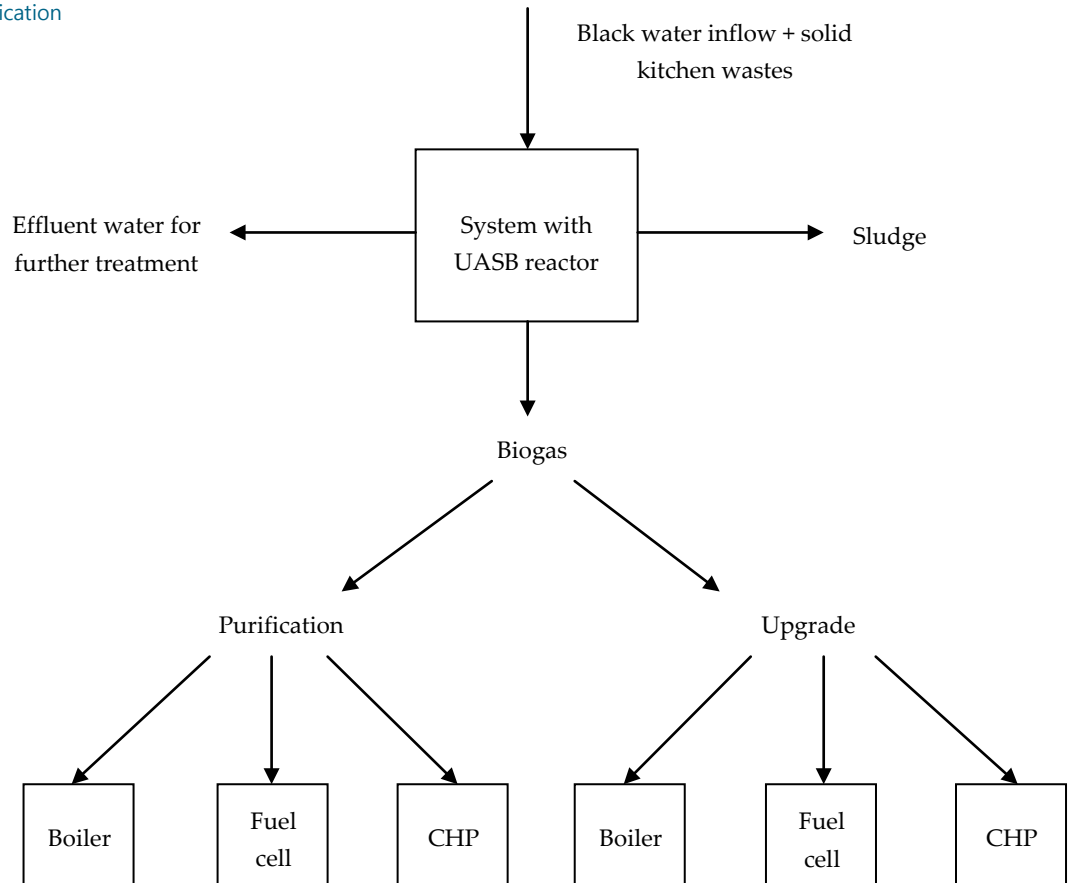 ication
Black water inflow + solid
kitchen wastes
Effluent water for
further treatment
System with
UASB reactor
Sludge
Biogas
Purification
Upgrade
Boiler
Fuel
cell
CHP
Boiler
Fuel
cell
CHP